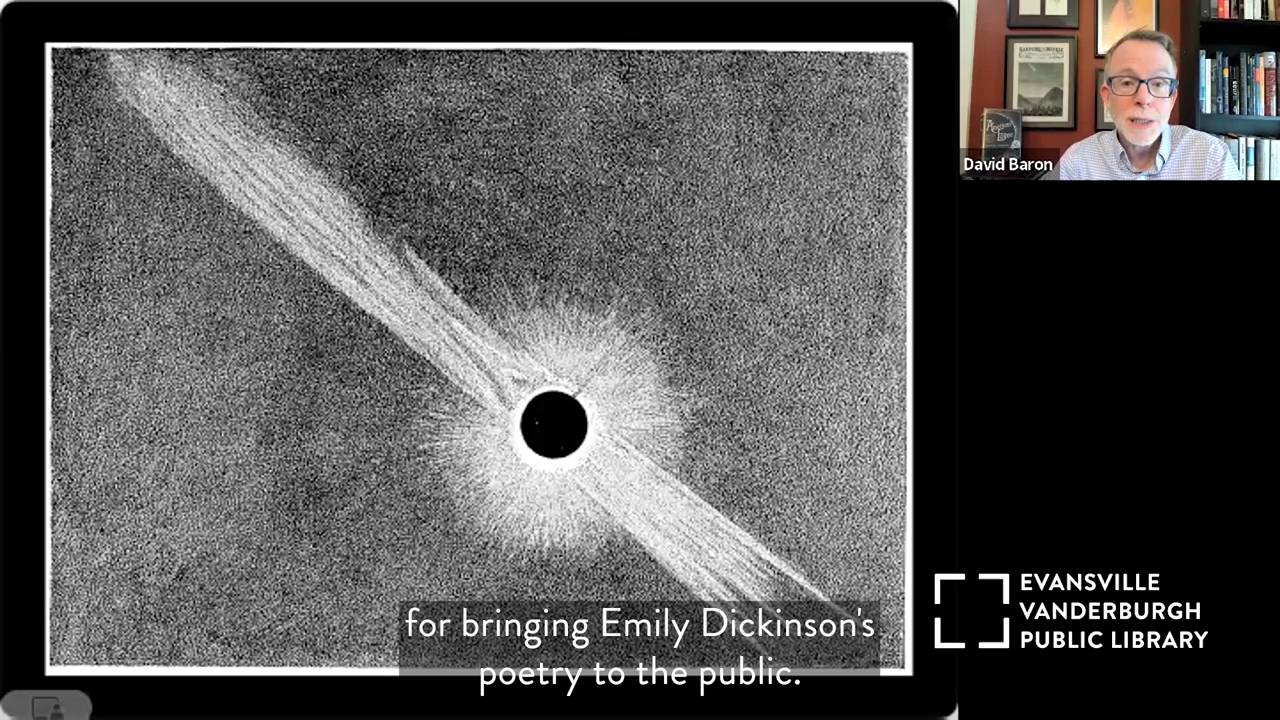 David Baron
EVANSVILLE
VANDERBURGH
PUBLIC LIBRARY
for bringing Emily Dickinson's
poetry to the public.